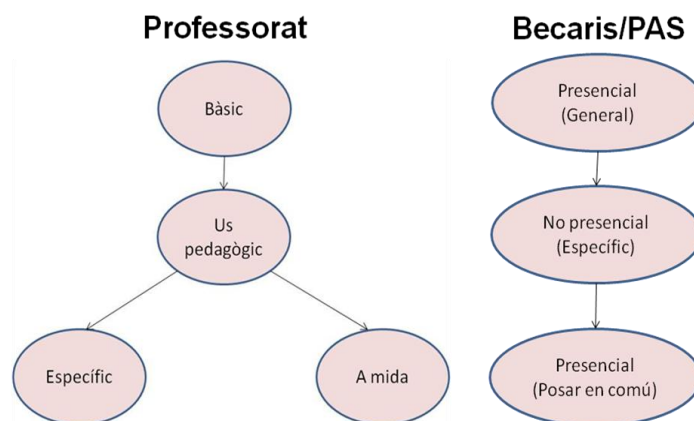 Professorat
Bàsic
Us
pedagògic
Específic
A mida
Becaris/PAS
Presencial
(General)
No presencial
(Específic)
Presencial
(Posar en comú)